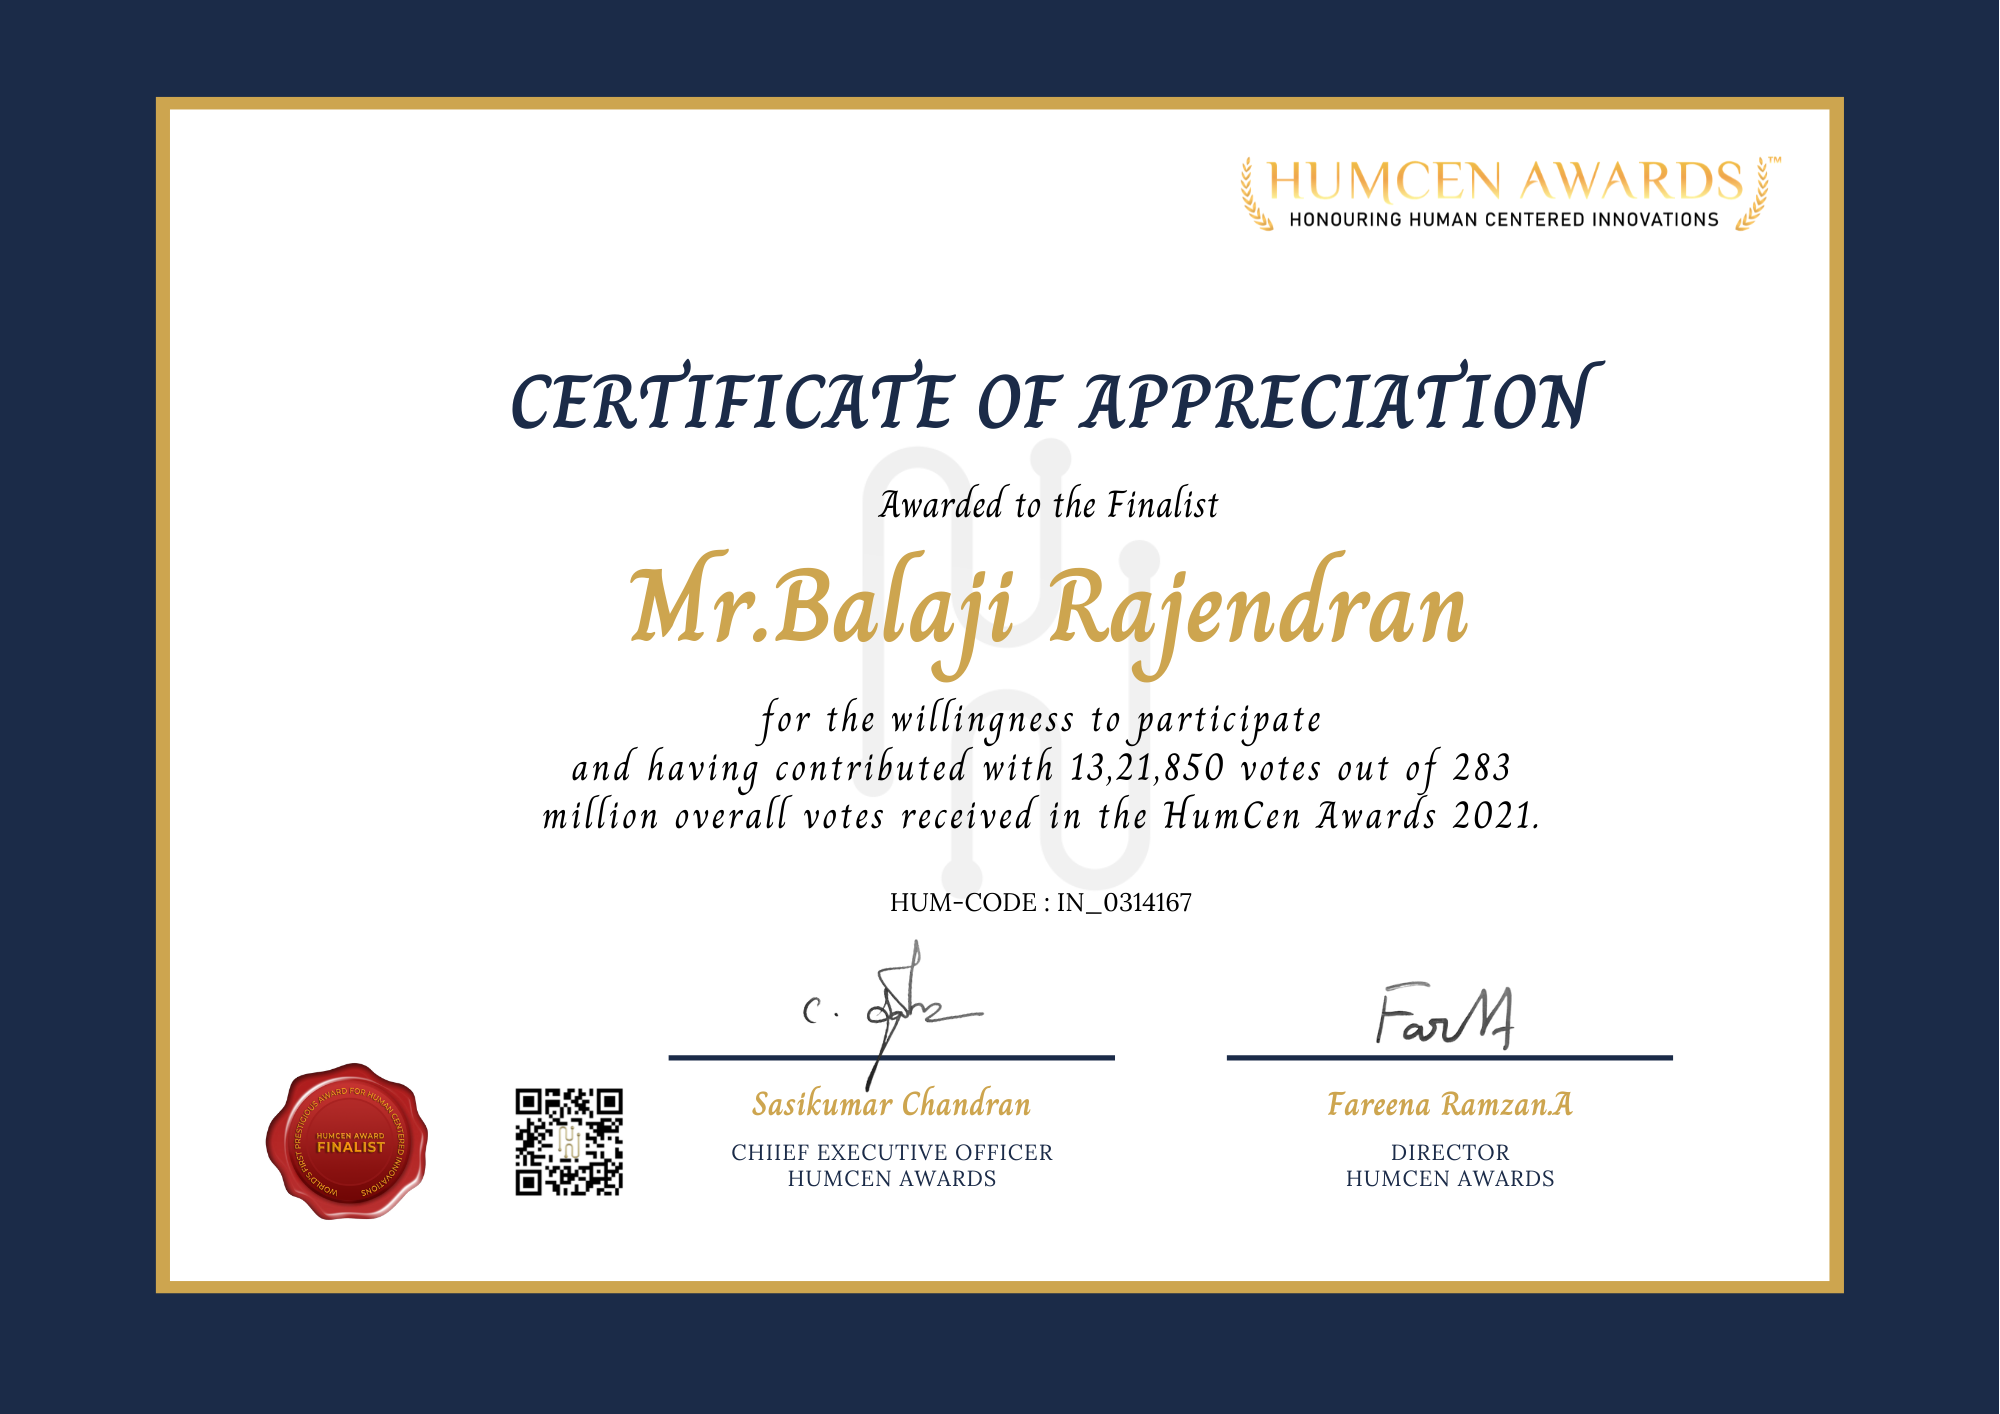 HUMCEN AWARDS™
HONOURING HUMAN CENTERED INNOVATIONS
CERTIFICATE OF APPRECIATION
Awarded to the Finalist
Mr.Balaji Rajendran
for the willingness to participate
and having contributed with 13,21,850 votes out of 283
million overall votes received in the HumCen Awards 2021.
HUM-CODE : IN_0314167
C.
FarA
Sasikumar Chandran
CHIIEF EXECUTIVE OFFICER
HUMCEN AWARDS
Fareena Ramzan.A
DIRECTOR
HUMCEN AWARDS
WORLD'S FIRST PRESTIGIOUS AWARD FOR HUMAN CENTERED INNOVATIONS
HUMCEN AWARD
FINALIST